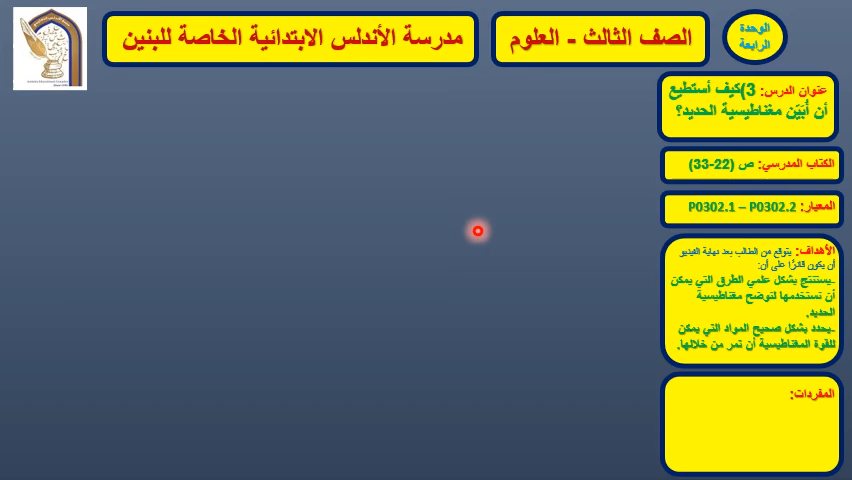 مدرسة الأندلس الابتدائية الخاصة للبنين
الصف الثالث - العلوم
الوحدة
الرابعة
عنوان الدرس: 3)كيف أستطيع
أن أُبَيّن مغناطيسية الحديد؟
الكتاب المدرسي: ص (22-33)
المعيار: P0302.1 – P0302.2
الأهداف: يتوقع من الطالب بعد نهاية الفيديو
أن يكون قادرًا على أن:
-يستنتج بشكل علمي الطرق التي يمكن
أن تستخدمها لتوضح مغناطيسية
الحديد.
-يحدد بشكل صحيح المواد التي يمكن
للقوة المغناطيسية أن تمر من خلالها.
المفردات: